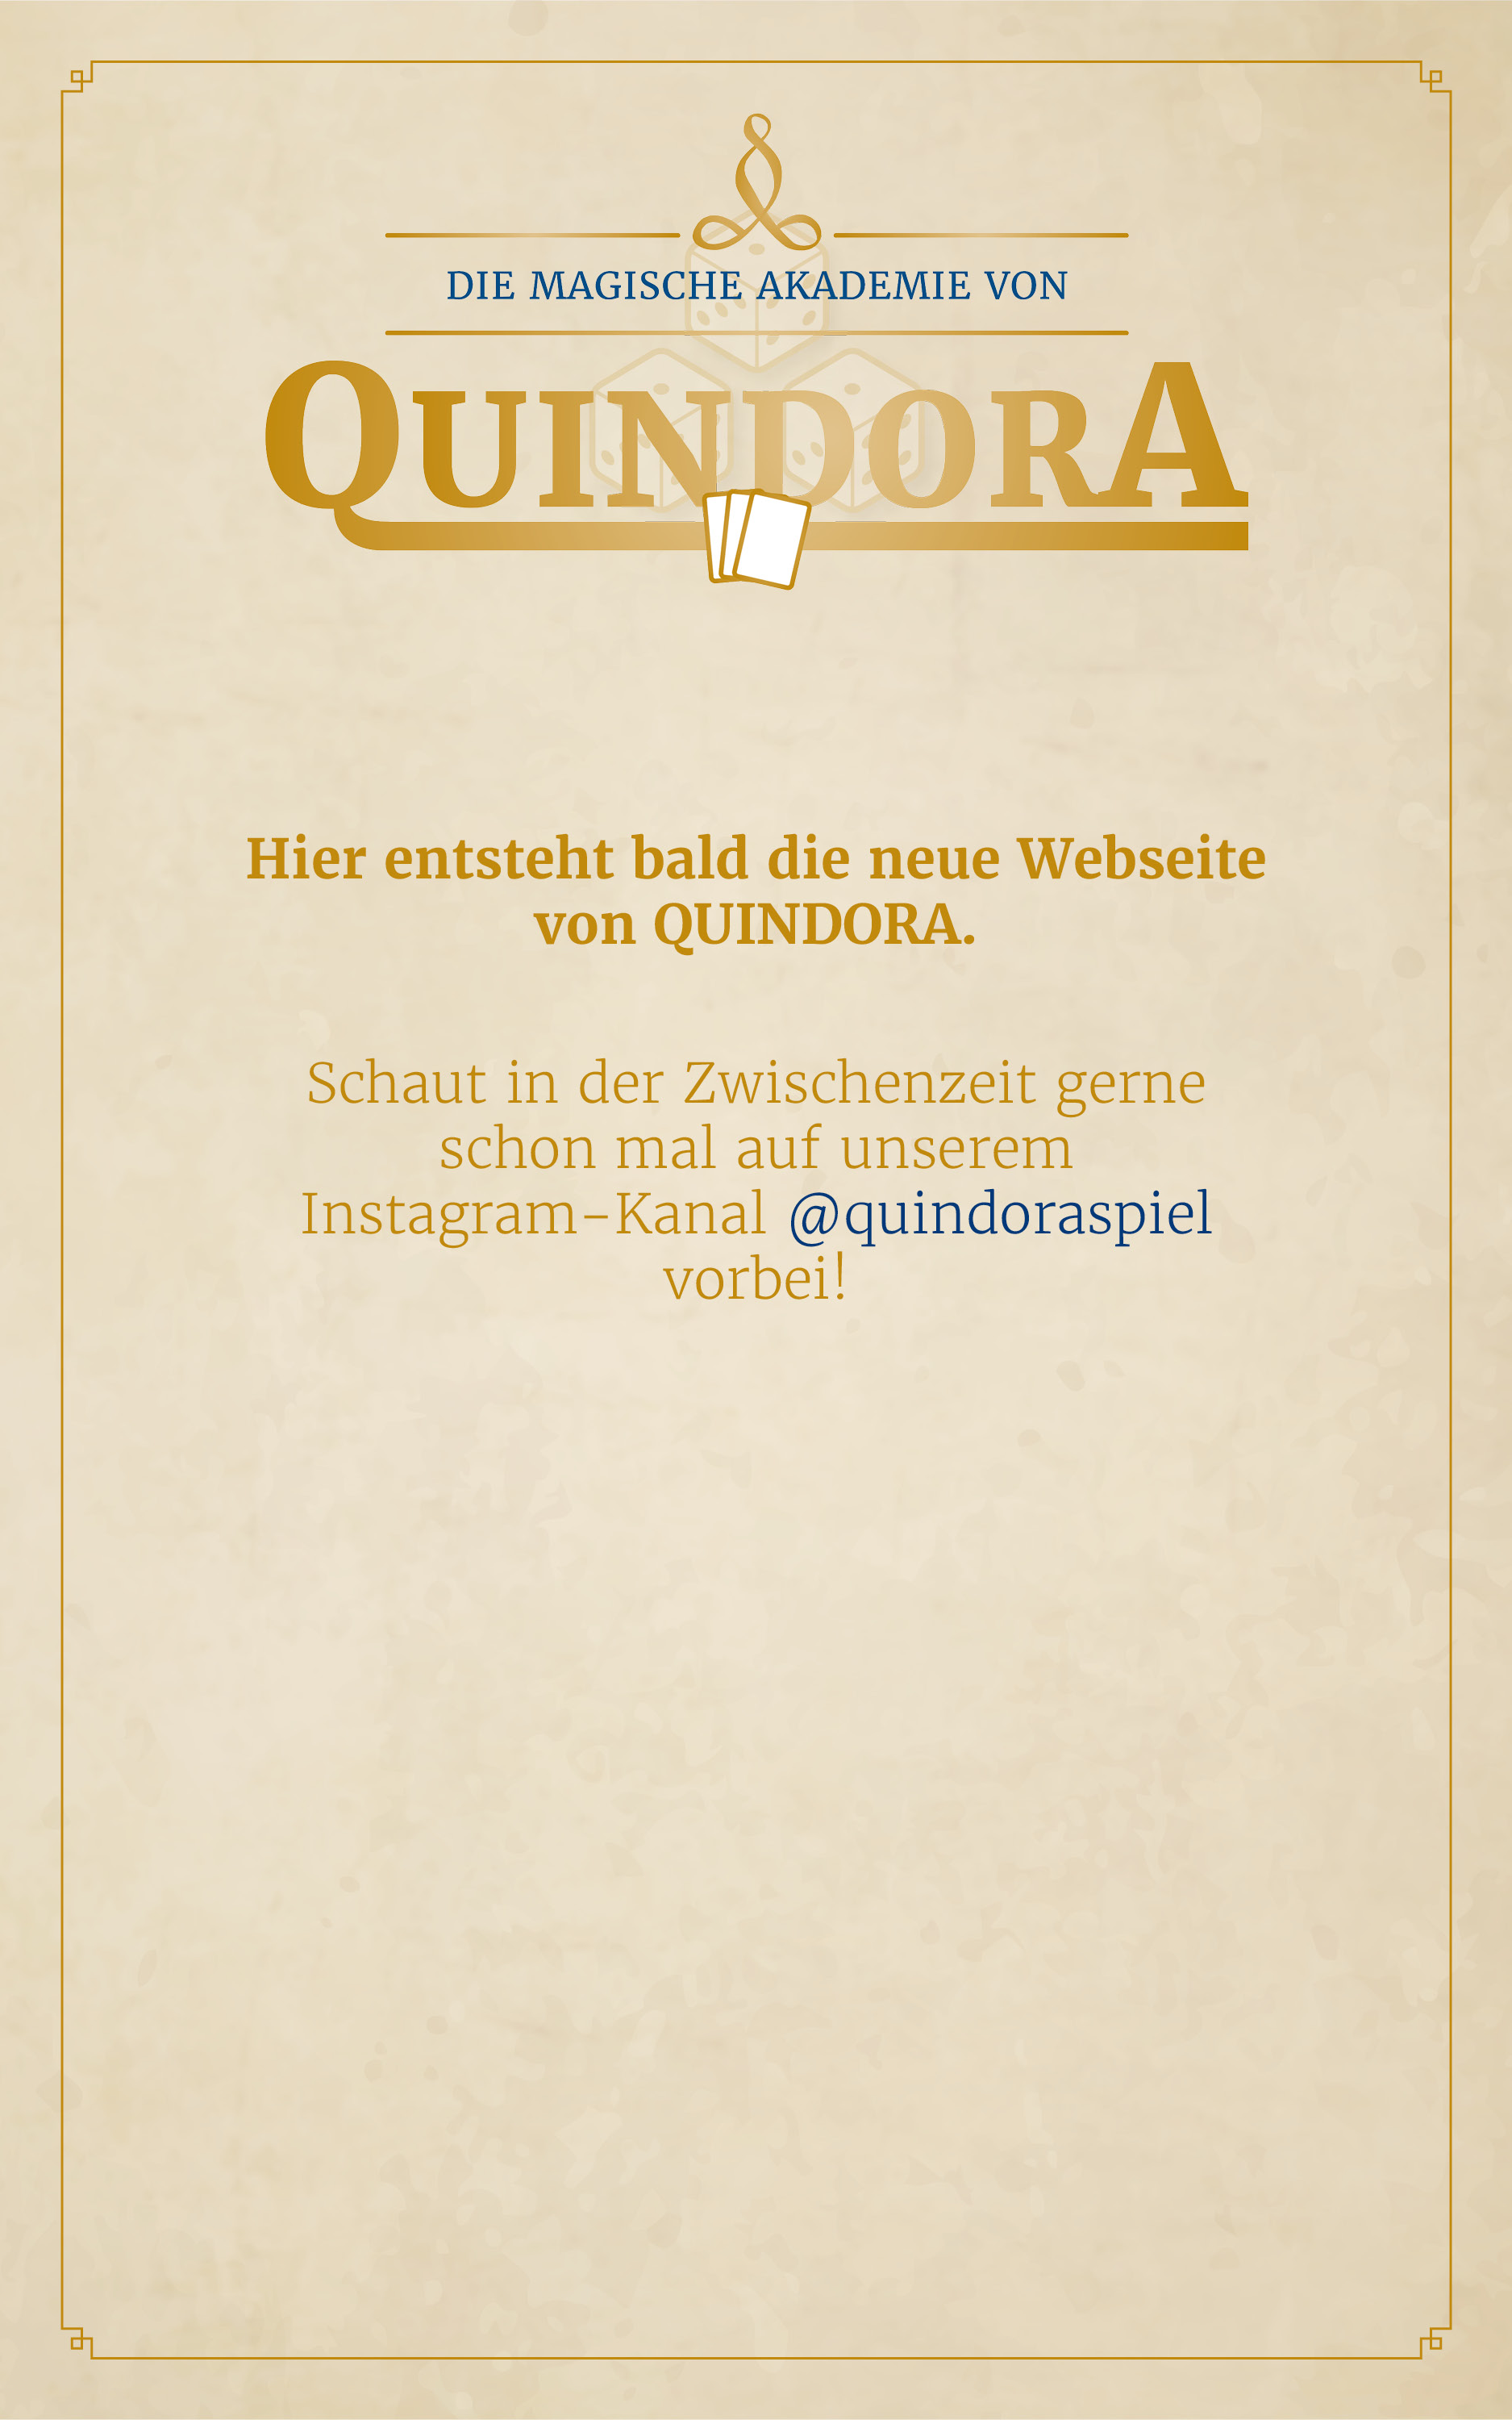 DIE MAGISCHE AKADEMIE VON
QUINDORA
Hier entsteht bald die neue Webseite
von QUINDORA.
Schaut in der Zwischenzeit gerne
schon mal auf unserem
Instagram-Kanal @quindoraspiel
vorbei!